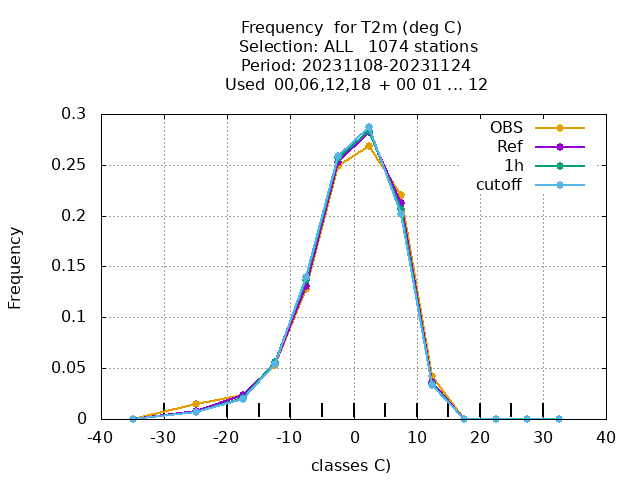 Frequency  for T2m (deg C)
Selection: ALL   1074 stations
Period: 20231108-20231124
Used  00,06,12,18  + 00 01 ... 12
0.3
0.25
0.2
0.15
0.1
0.05
0
Frequency
OBS
Ref
1h
cutoff
-40 -30 -20 -10 0 10 20 30 40
classes C)